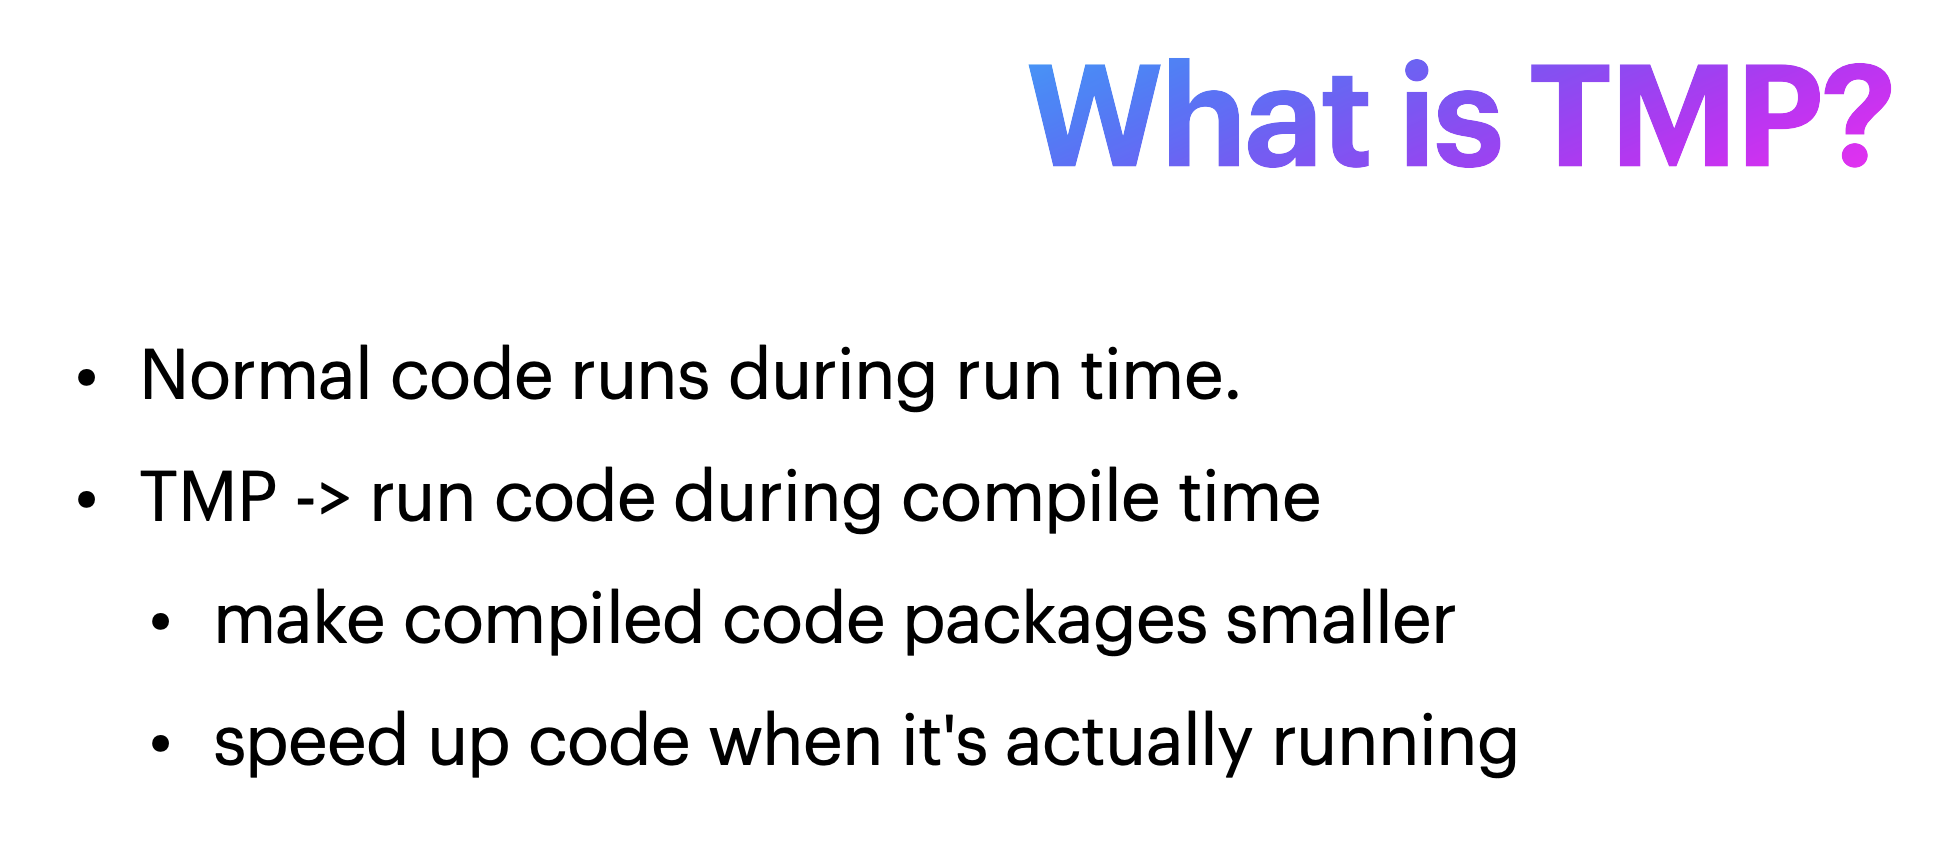 What is TMP?
• Normal code runs during run time.
• TMP -> run code during compile time
• make compiled code packages smaller
• speed up code when it's actually running